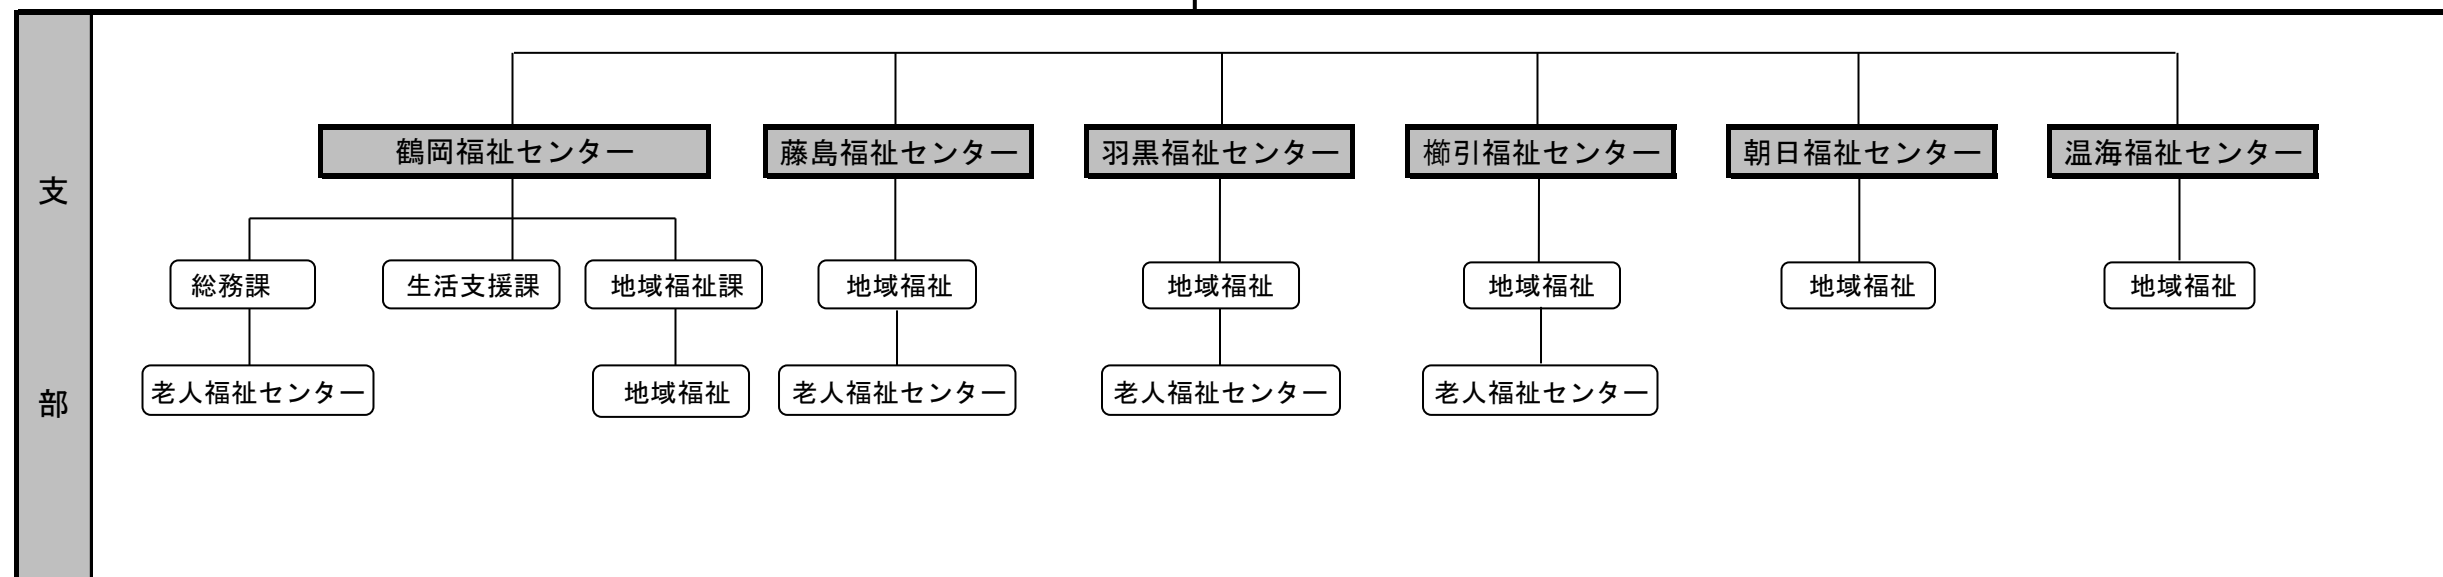 支
部
鶴岡福祉センター
藤島福祉センター
羽黒福祉センター
櫛引福祉センター
朝日福祉センター
温海福祉センター
総務課
生活支援課
地域福祉課
地域福祉
地域福祉
地域福祉
地域福祉
地域福祉
老人福祉センター
地域福祉
老人福祉センター
老人福祉センター
老人福祉センター